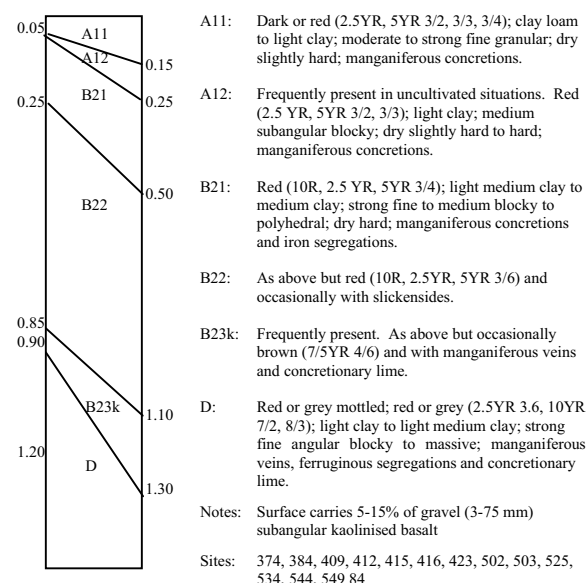 0.05
A11
A12
0.15
B21
0.25
0.25
0.50
B22
0.85
0.90
B23k
1.10
1.20
D
1.30
A11: Dark or red (2.5YR, 5YR 3/2, 3/3, 3/4); clay loam
to light clay; moderate to strong fine granular; dry
slightly hard; manganiferous concretions.
A12: Frequently present in uncultivated situations. Red
(2.5 YR, 5YR 3/2, 3/3); light clay; medium
subangular blocky; dry slightly hard to hard;
manganiferous concretions.
B21: Red (10R, 2.5 YR, 5YR 3/4); light medium clay to
medium clay; strong fine to medium blocky to
polyhedral; dry hard; manganiferous concretions
and iron segregations.
B22: As above but red (10R, 2.5YR, 5YR 3/6) and
occasionally with slickensides.
B23k: Frequently present. As above but occasionally
brown (7/5YR 4/6) and with manganiferous veins
and concretionary lime.
D: Red or grey mottled; red or grey (2.5YR 3.6, 10YR
7/2, 8/3); light clay to light medium clay; strong
fine angular blocky to massive; manganiferous
veins, ferruginous segregations and concretionary
lime.
Notes: Surface carries 5-15% of gravel (3-75 mm)
subangular kaolinised basalt
Sites: 374, 384, 409, 412, 415, 416, 423, 502, 503, 525,
534, 544, 549,84